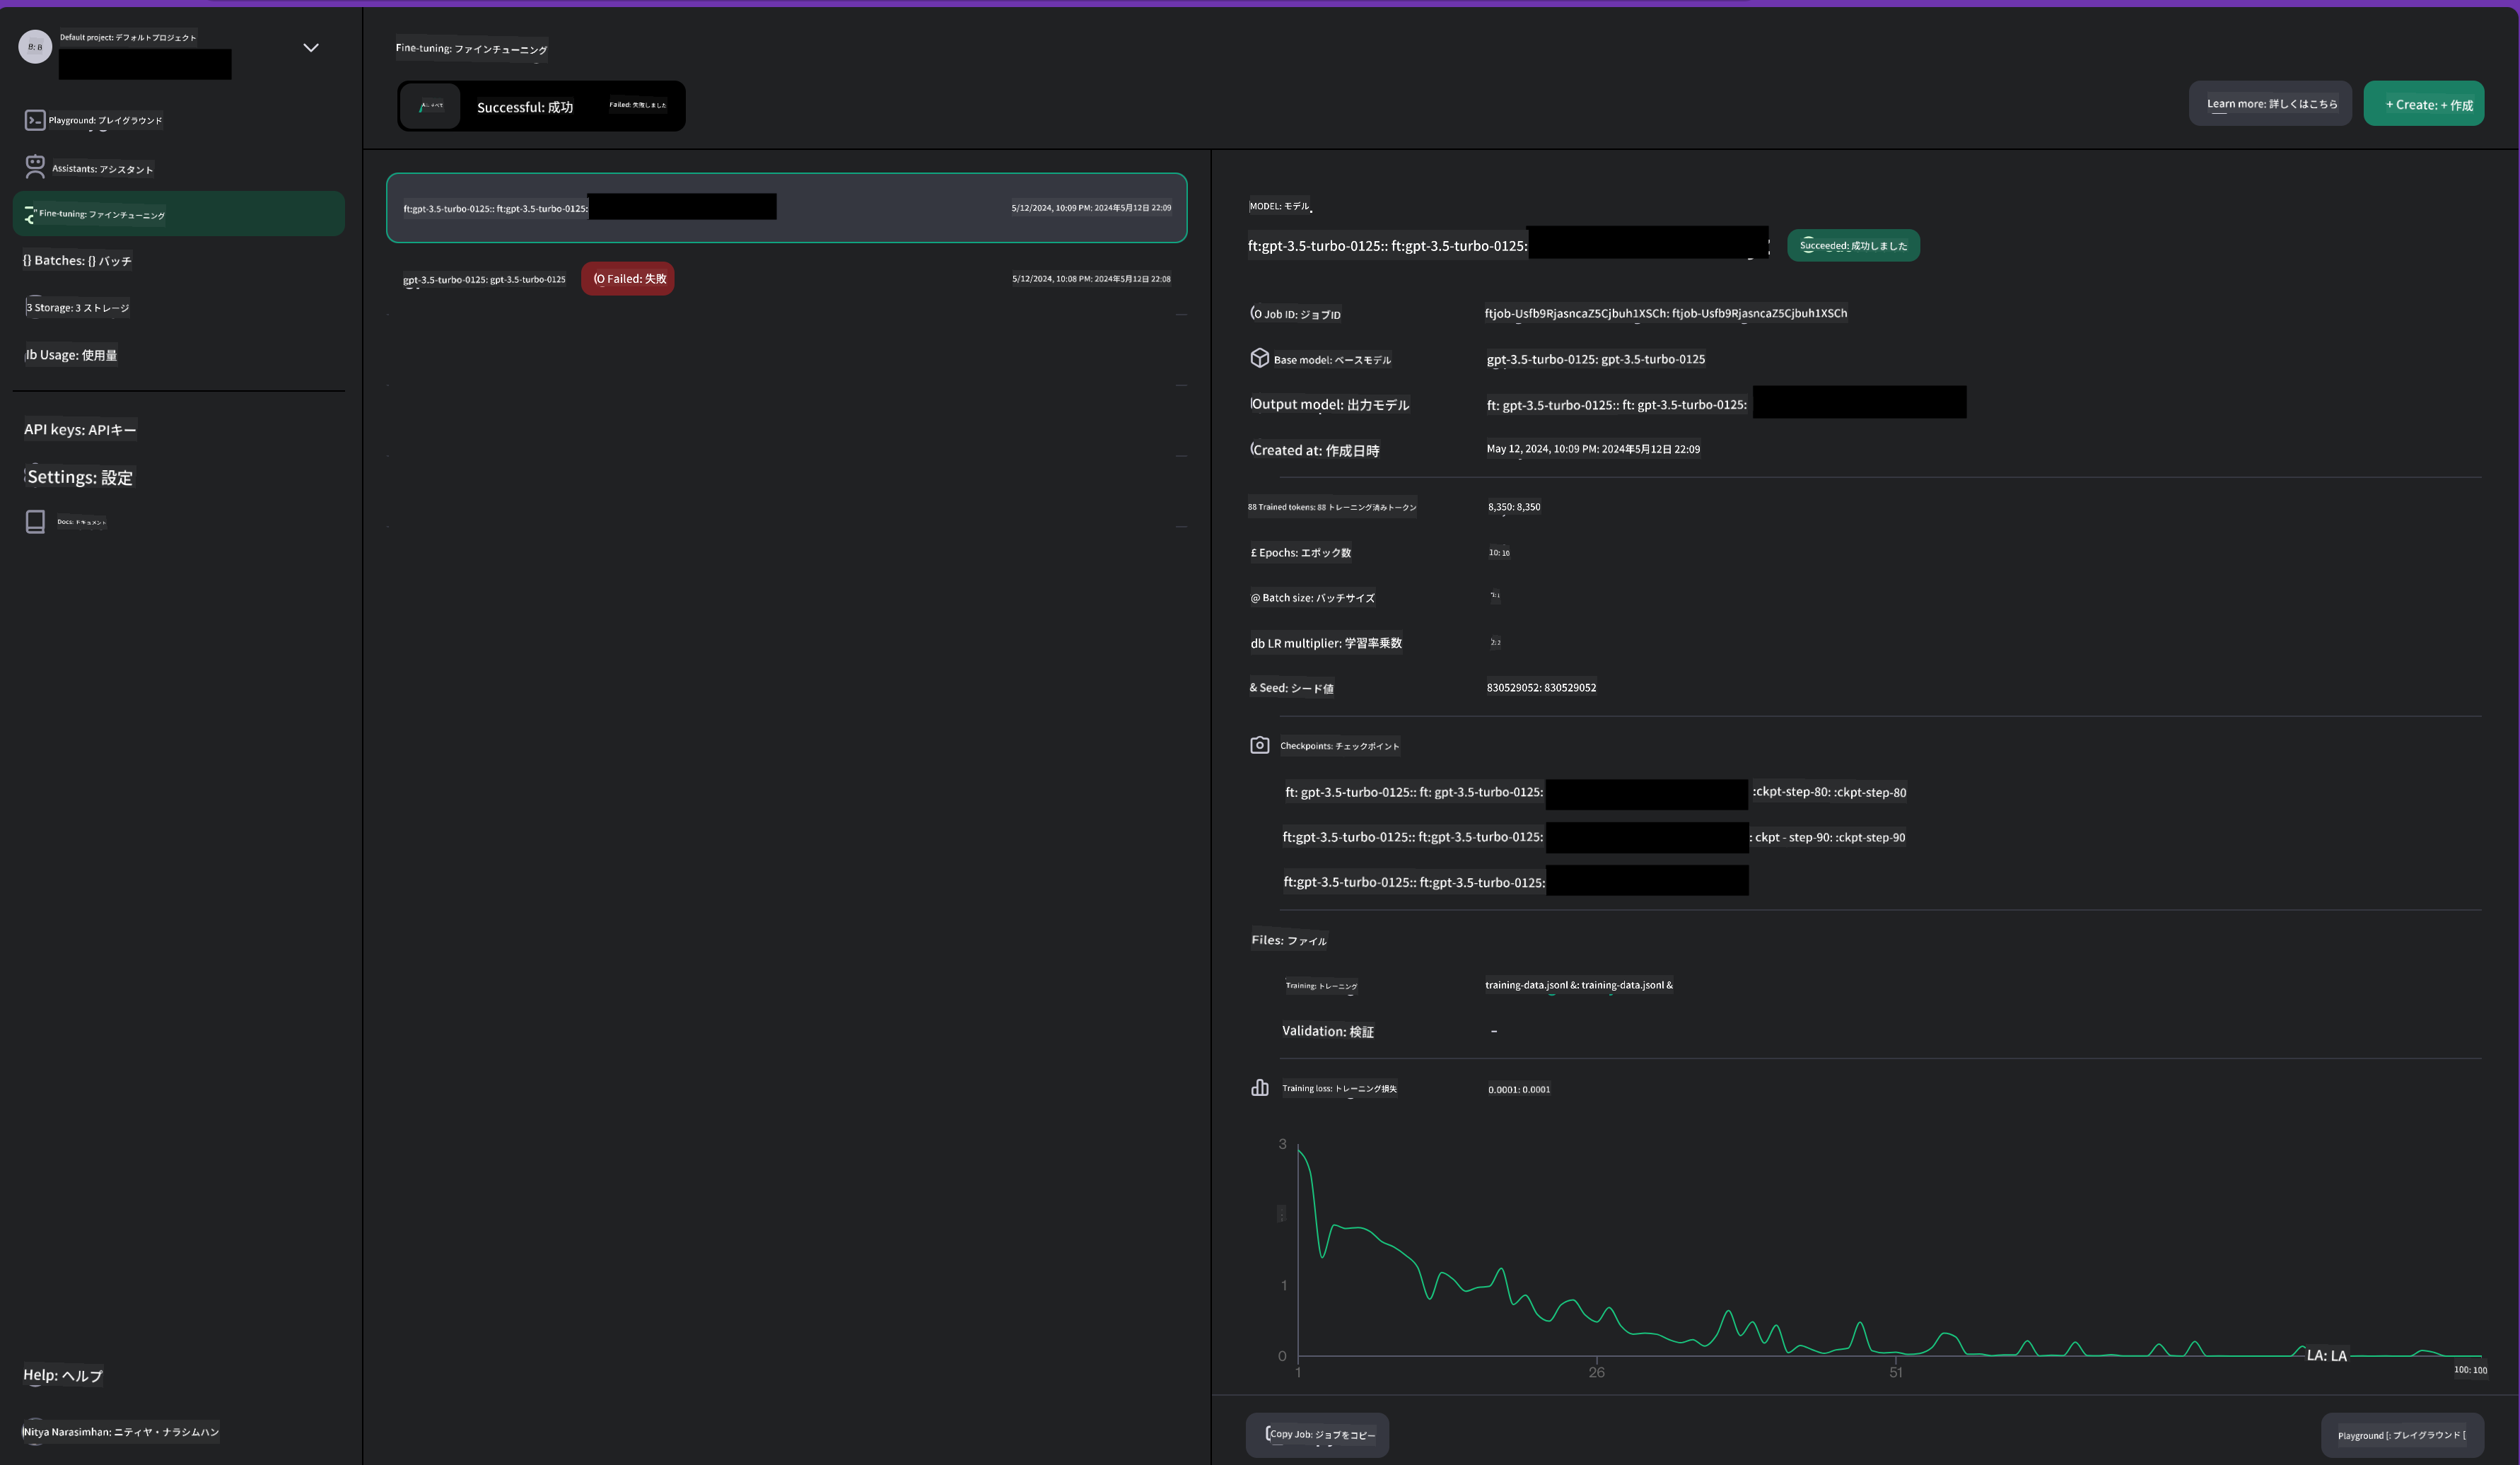 B: B
Default project: デフォルトプロジェクト
Playground: プレイグラウンド
Assistants: アシスタント
Fine-tuning: ファインチューニング
{} Batches: {} バッチ
3 Storage: 3 ストレージ
Usage: 使用量
API keys: APIキー
Settings: 設定
Docs: ドキュメント
Help: ヘルプ
Nitya Narasimhan: ニティヤ・ナラシムハン
Fine-tuning: ファインチューニング
Successful: 成功
Failed: 失敗しました
Learn more: 詳しくはこちら
+ Create: + 作成
ft:gpt-3.5-turbo-0125:: ft:gpt-3.5-turbo-0125:
5/12/2024, 10:09 PM: 2024年5月12日 22:09
gpt-3.5-turbo-0125: gpt-3.5-turbo-0125
(O Failed: 失敗
5/12/2024, 10:08 PM: 2024年5月12日 22:08
MODEL: モデル
ft:gpt-3.5-turbo-0125:: ft:gpt-3.5-turbo-0125:
Succeeded: 成功しました
(O Job ID: ジョブID
ftjob-Usfb9RjasncaZ5Cjbuh1XSCh: ftjob-Usfb9RjasncaZ5Cjbuh1XSCh
Base model: ベースモデル
gpt-3.5-turbo-0125: gpt-3.5-turbo-0125
Output model: 出力モデル
ft: gpt-3.5-turbo-0125:: ft: gpt-3.5-turbo-0125:
Created at: 作成日時
May 12, 2024, 10:09 PM: 2024年5月12日 22:09
88 Trained tokens: 88 トレーニング済みトークン
8,350: 8,350
£ Epochs: エポック数
10: 10
@ Batch size: バッチサイズ
db LR multiplier: 学習率乗数
2: 2
& Seed: シード値
830529052: 830529052
Checkpoints: チェックポイント
ft: gpt-3.5-turbo-0125:: ft: gpt-3.5-turbo-0125: :ckpt-step-80: :ckpt-step-80
ft:gpt-3.5-turbo-0125:: ft:gpt-3.5-turbo-0125: : ckpt - step-90: :ckpt-step-90
ft:gpt-3.5-turbo-0125:: ft:gpt-3.5-turbo-0125:
Files: ファイル
Training: トレーニング
training-data.jsonl &: training-data.jsonl &
Validation: 検証
–
Training loss: トレーニング損失
0.0001: 0.0001
3
1
0
1
26
51
LA: LA
100: 100
Copy Job: ジョブをコピー
Playground [: プレイグラウンド [